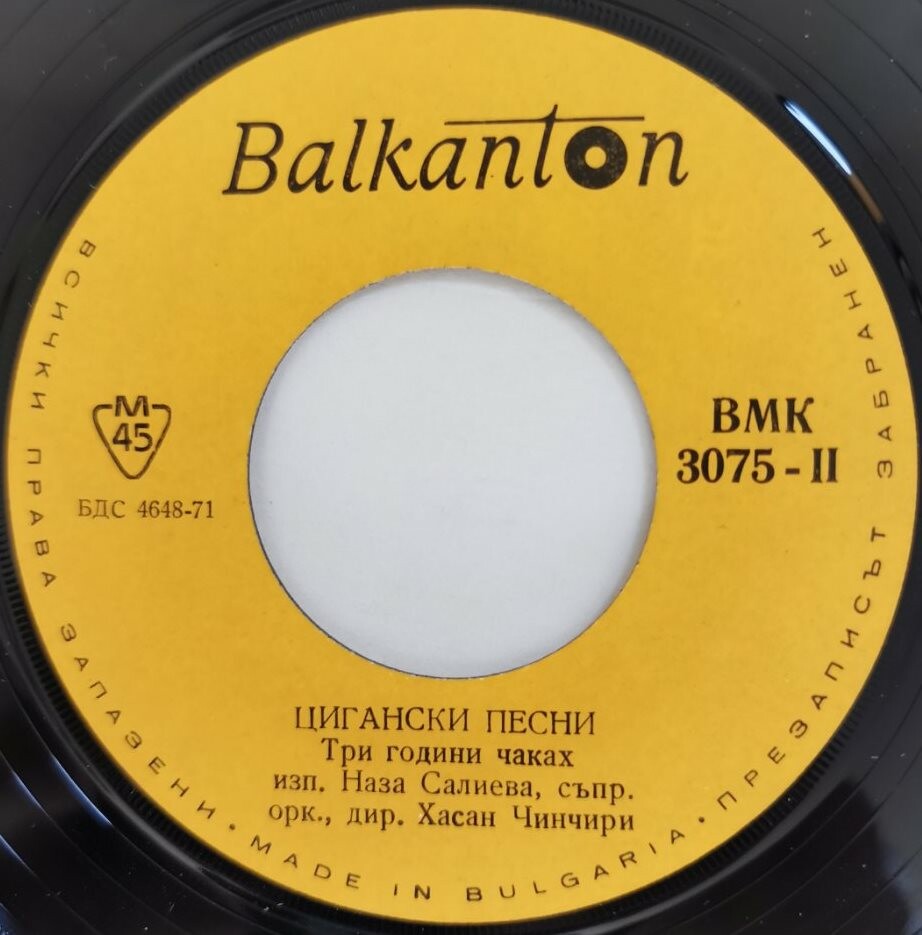 Balkanton
М
45
БДС 4648-71
ВМК
3075 - II
ЦИГАНСКИ ПЕСНИ
Три години чаках
изп. Наза Салиева, съпр.
орк., дир. Хасан Чинчири
ВСИЧКИ ПРАВА ЗАПАЗЕНИ • MADE IN BULGARIA • ПРЕЗАПИСЪТ ЗАБРАНЕН